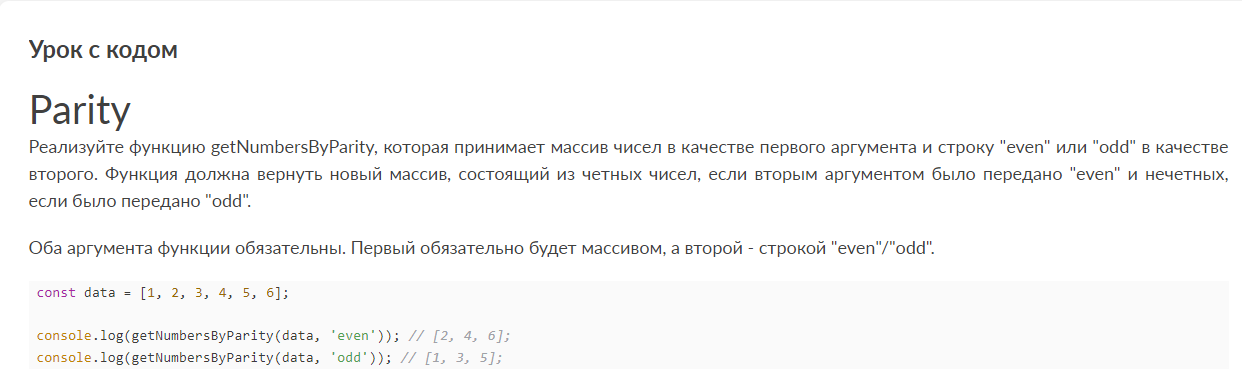 Урок с кодом
Parity
Реализуйте функцию getNumbersByParity, которая принимает массив чисел в качестве первого аргумента и строку "even" или "odd" в качестве
второго. Функция должна вернуть новый массив, состоящий из четных чисел, если вторым аргументом было передано "even" и нечетных,
если было передано "odd".
Оба аргумента функции обязательны. Первый обязательно будет массивом, а второй - строкой "even"/"odd".
const data = [1, 2, 3, 4, 5, 6];
console.log(getNumbersByParity(data, 'even')); // [2, 4, 6];
console.log(getNumbersByParity(data, 'odd')); // [1, 3, 5];